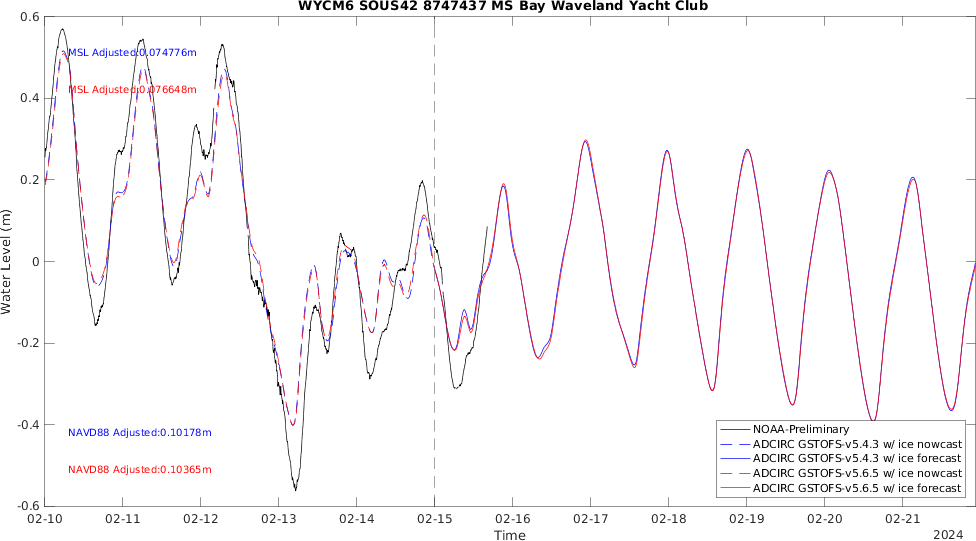 WYCM6 SOUS42 8747437 MS Bay Waveland Yacht Club
0.6
0.4
0.2
0
-0.2
-0.4
-0.6
Water Level (m)
MSL Adjusted:0.074776m
MSL Adjusted:0.076648m
NAVD88 Adjusted:0.10178m
NAVD88 Adjusted:0.10365m
NOAA-Preliminary
ADCIRC GSTOFS-v5.4.3 w/ ice nowcast
ADCIRC GSTOFS-v5.4.3 w/ ice forecast
ADCIRC GSTOFS-v5.6.5 w/ ice nowcast
ADCIRC GSTOFS-v5.6.5 w/ ice forecast
02-10 02-11 02-12 02-13 02-14 02-15 02-16 02-17 02-18 02-19 02-20 02-21
Time
2024